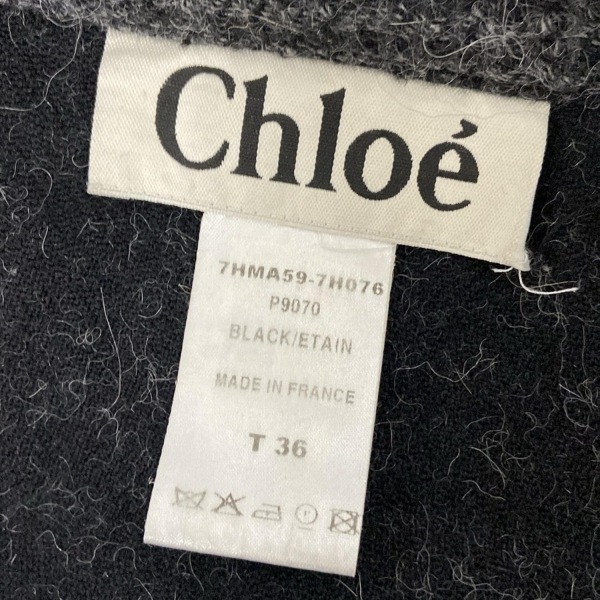 Chloé
7HMA59-7H076
P9070
BLACK/ETAIN
MADE IN FRANCE
T 36